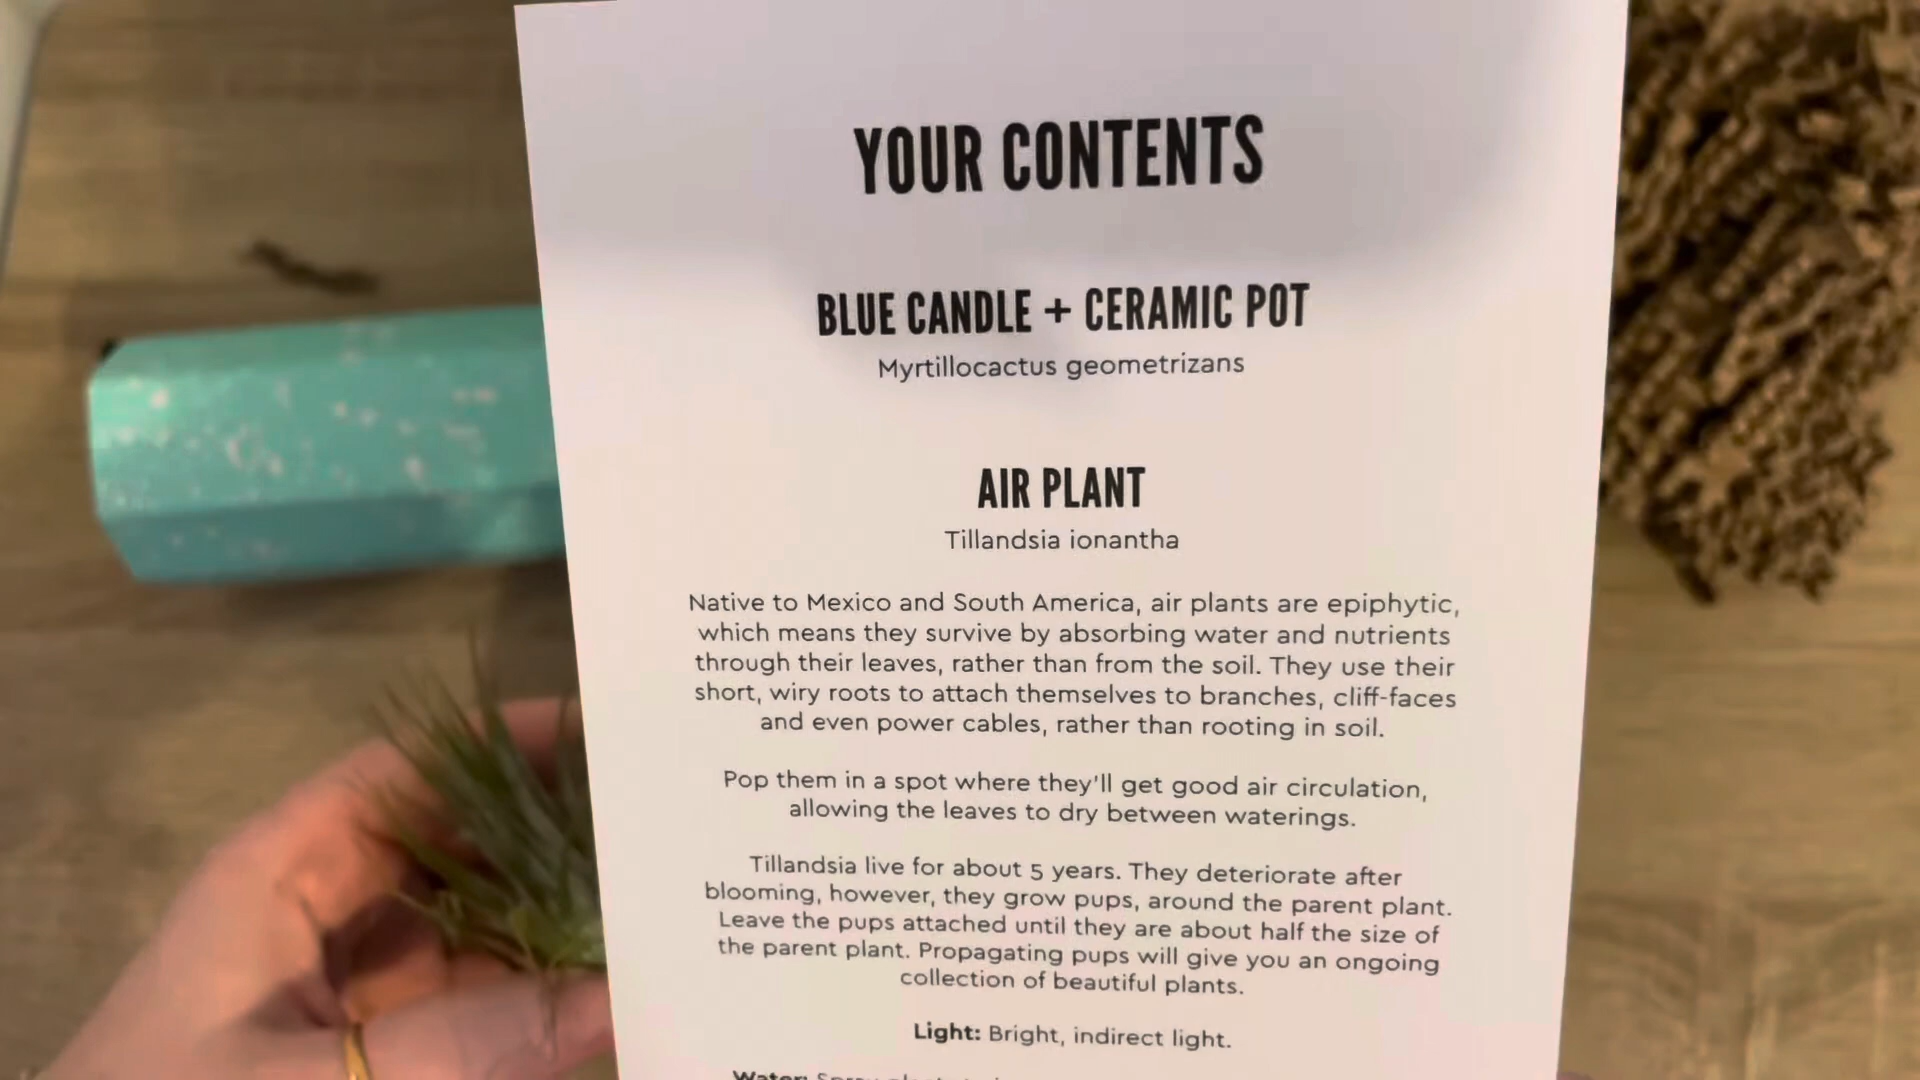 YOUR CONTENTS
BLUE CANDLE + CERAMIC POT
Myrtillocactus geometrizans
AIR PLANT
Tillandsia ionantha
Native to Mexico and South America, air plants are epiphytic,
which means they survive by absorbing water and nutrients
through their leaves, rather than from the soil. They use their
short, wiry roots to attach themselves to branches, cliff-faces
and even power cables, rather than rooting in soil.
Pop them in a spot where they'll get good air circulation,
allowing the leaves to dry between waterings.
Tillandsia live for about 5 years. They deteriorate after
blooming, however, they grow pups, around the parent plant.
Leave the pups attached until they are about half the size of
the parent plant. Propagating pups will give you an ongoing
collection of beautiful plants.
Light: Bright, indirect light.
Water: Spray